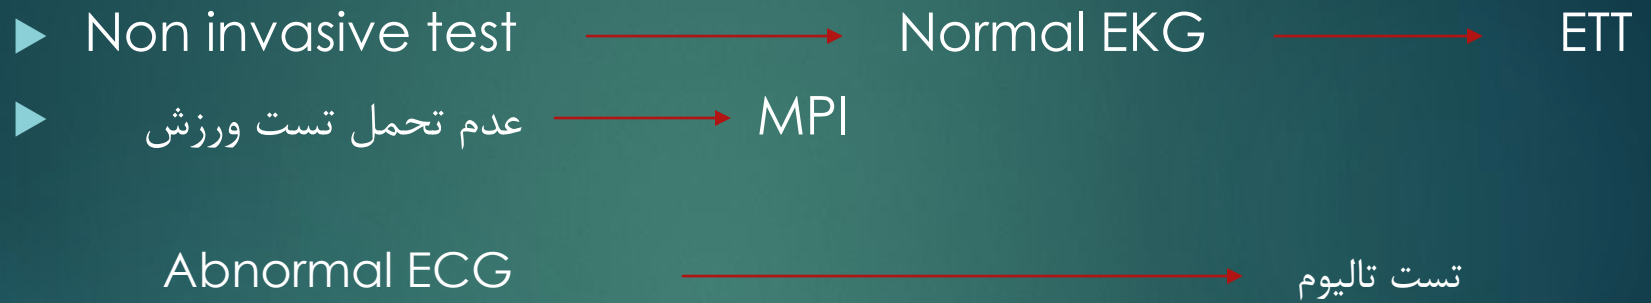 Non invasive test Normal EKG ETT
عدم تحمل تست ورزش MPI
Abnormal ECG تست تالیوم